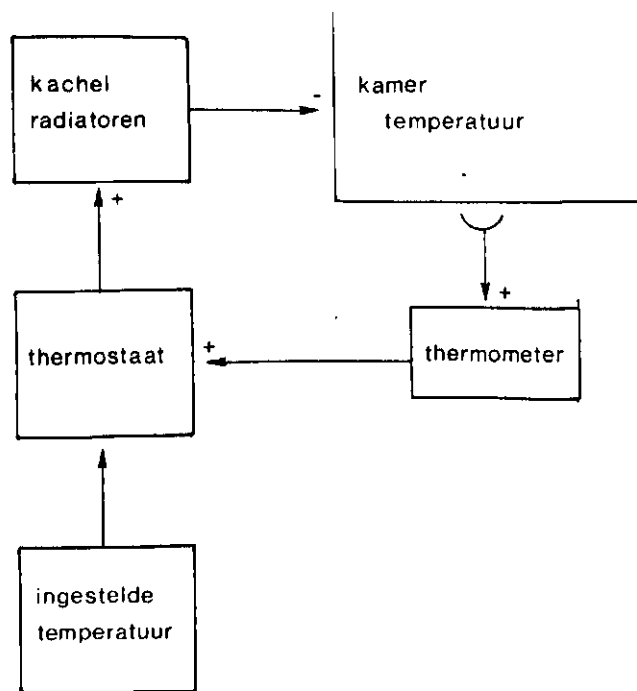 kachel
radiatoren
-
kamer
temperatuur
+
+
thermostaat
+
thermometer
ingestelde
temperatuur